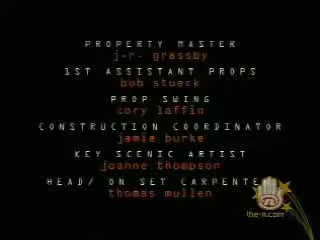 PROPERTY MASTER
j-r- grassby
1ST ASSISTANT PROPS
bob stueck
PROP SWING
cory laffin
CONSTRUCTION COORDINATOR
jamie burke
KEY SCENIC ARTIST
joanne thompson
HEAD/ ON SET CARPENTER
thomas mullen
the-n.com